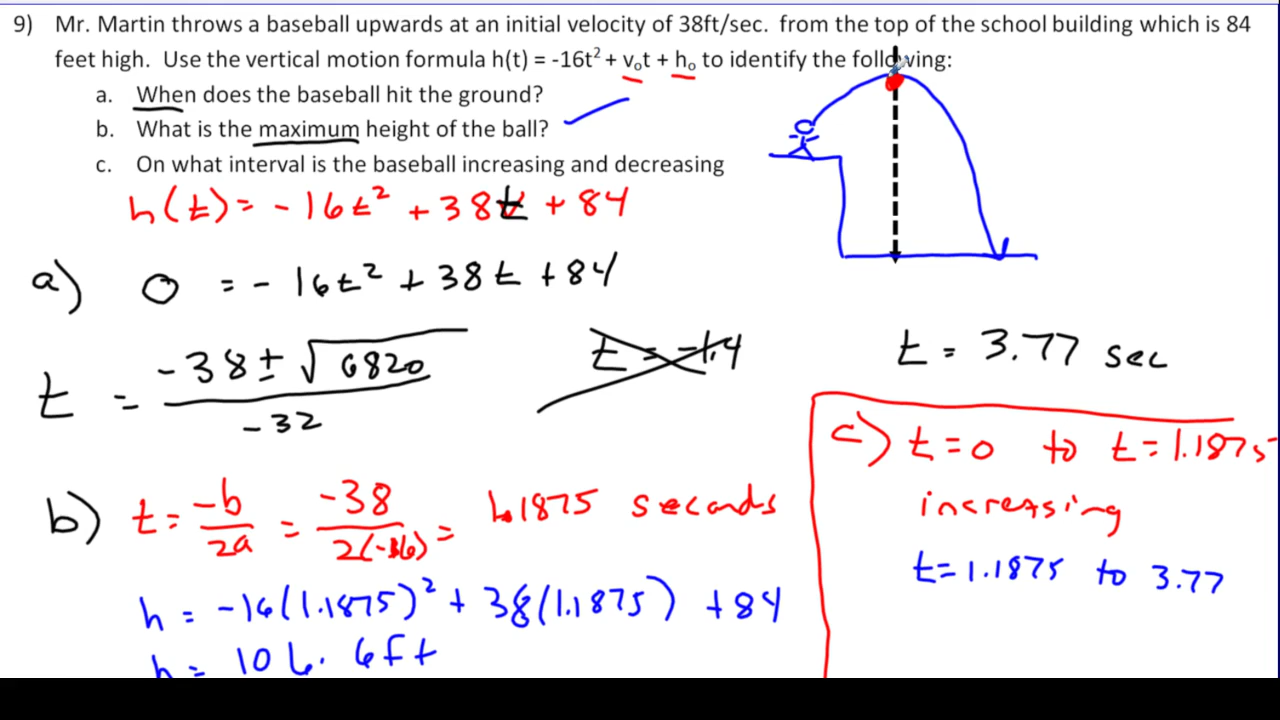 9) Mr. Martin throws a baseball upwards at an initial velocity of 38ft/sec. from the top of the school building which is 84
feet high. Use the vertical motion formula h(t) = -16t² + v₀t + h₀ to identify the following:
a. When does the baseball hit the ground?
b. What is the maximum height of the ball?
c. On what interval is the baseball increasing and decreasing
h(t) = -16t² + 38t + 84
a) 0 = -16t² + 38t + 84
t = (-38 ± √6820) / -32
t = -1.4
t = 3.77 sec
b) t = -b/2a = -38/2(-16) = 1.1875 seconds
h = -16(1.1875)² + 38(1.1875) + 84
h = 106.6ft
c) t = 0 to t = 1.1875
increasing
t = 1.1875 to 3.77